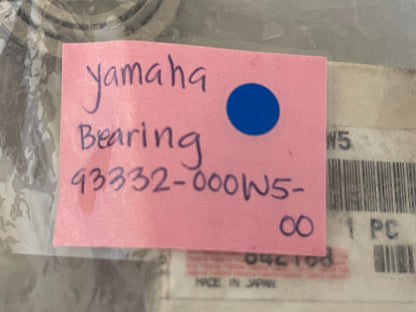 yamaha
Bearing
W5
93332-000W5-
00
1 PC
MADE IN JAPAN